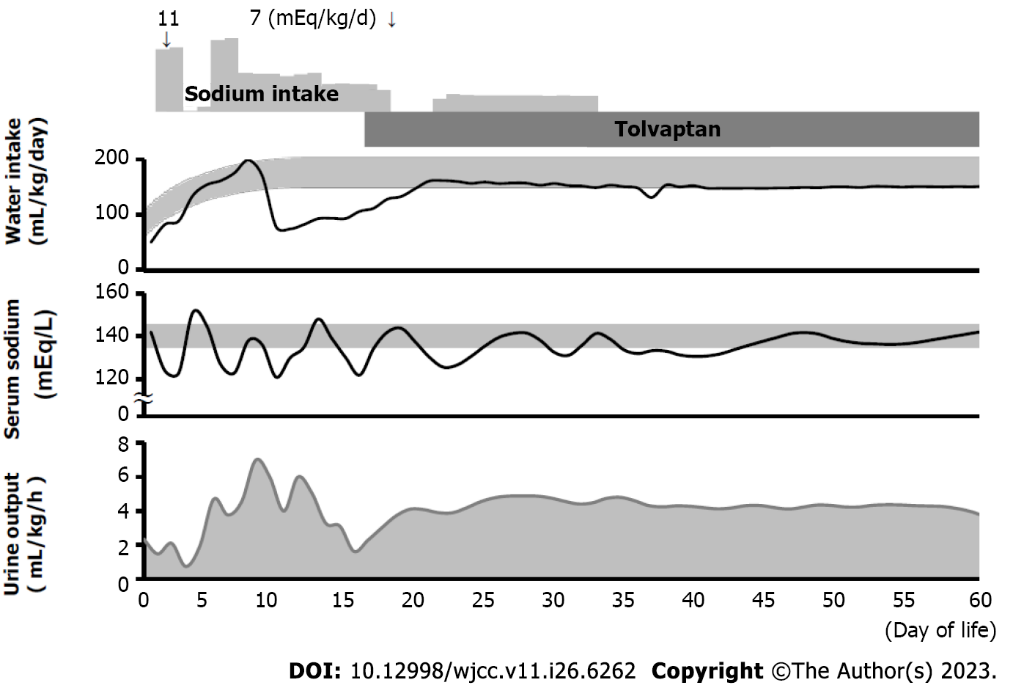 11 7 (mEq/kg/d) ↓
↓
Sodium intake
Tolvaptan
Water intake
(mL/kg/day)
200
100
0
Serum sodium
(mEq/L)
160
140
120
0
Urine output
( mL/kg/h )
8
6
4
2
0
0 5 10 15 20 25 30 35 40 45 50 55 60
(Day of life)
DOI: 10.12998/wjcc.v11.i26.6262 Copyright ©The Author(s) 2023.